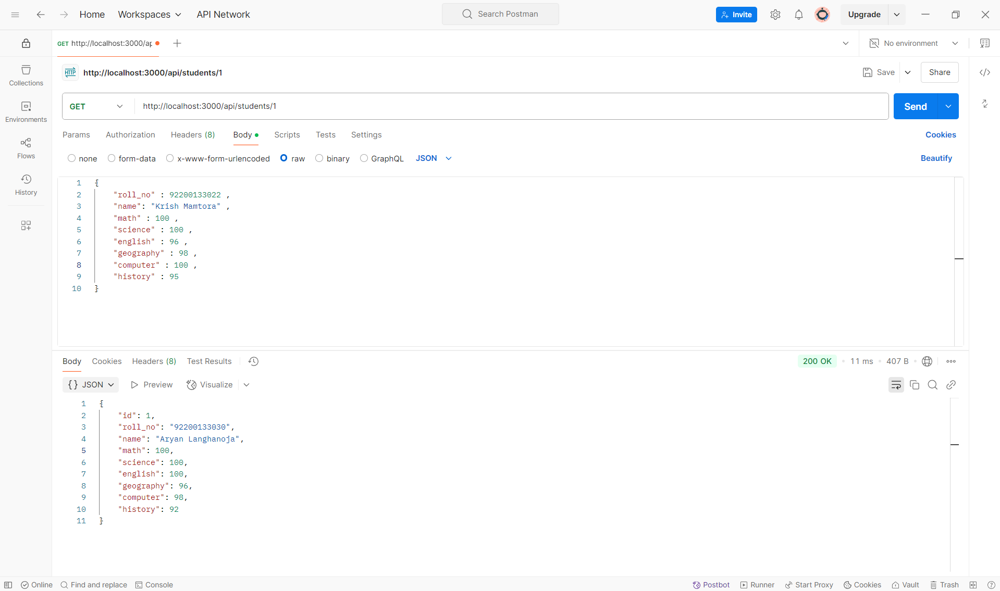 Home Workspaces API Network Search Postman Invite Upgrade
GET http://localhost:3000/ap No environment
HTTP http://localhost:3000/api/students/1 Save Share
GET http://localhost:3000/api/students/1 Send
Params Authorization Headers (8) Body Scripts Tests Settings Cookies
none form-data x-www-form-urlencoded raw binary GraphQL JSON Beautify
Collections
Environments
Flows
History
1 {
2 "roll_no" : 92200133022 ,
3 "name": "Krish Mamtora" ,
4 "math" : 100 ,
5 "science" : 100 ,
6 "english" : 96 ,
7 "geography" : 98 ,
8 "computer" : 100 ,
9 "history" : 95
10 }
Body Cookies Headers (8) Test Results 200 OK • 11 ms • 407 B •
{} JSON Preview Visualize
1 {
2 "id": 1,
3 "roll_no": "92200133030",
4 "name": "Aryan Langhanoja",
5 "math": 100,
6 "science": 100,
7 "english": 100,
8 "geography": 96,
9 "computer": 98,
10 "history": 92
11 }
Online Find and replace Console Postbot Runner Start Proxy Cookies Vault Trash